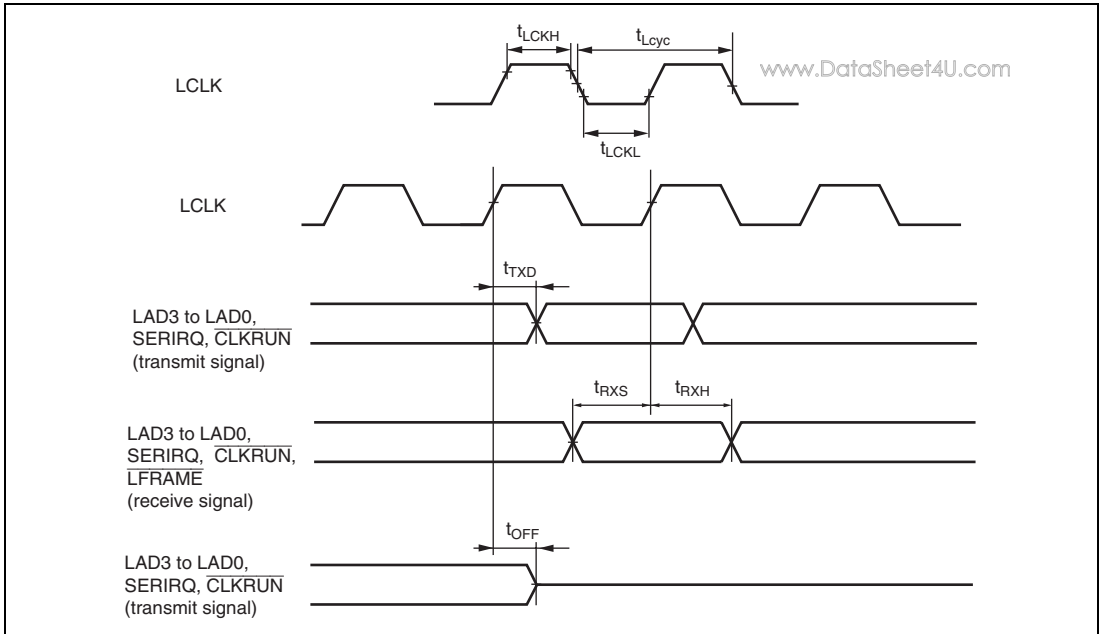 tLCKH
tLcyc
www.DataSheet4U.com
LCLK
tLCKL
LCLK
tTXD
LAD3 to LAD0,
SERIRQ, CLKRUN
(transmit signal)
tRXS
tRXH
LAD3 to LAD0,
SERIRQ, CLKRUN,
LFRAME
(receive signal)
tOFF
LAD3 to LAD0,
SERIRQ, CLKRUN
(transmit signal)